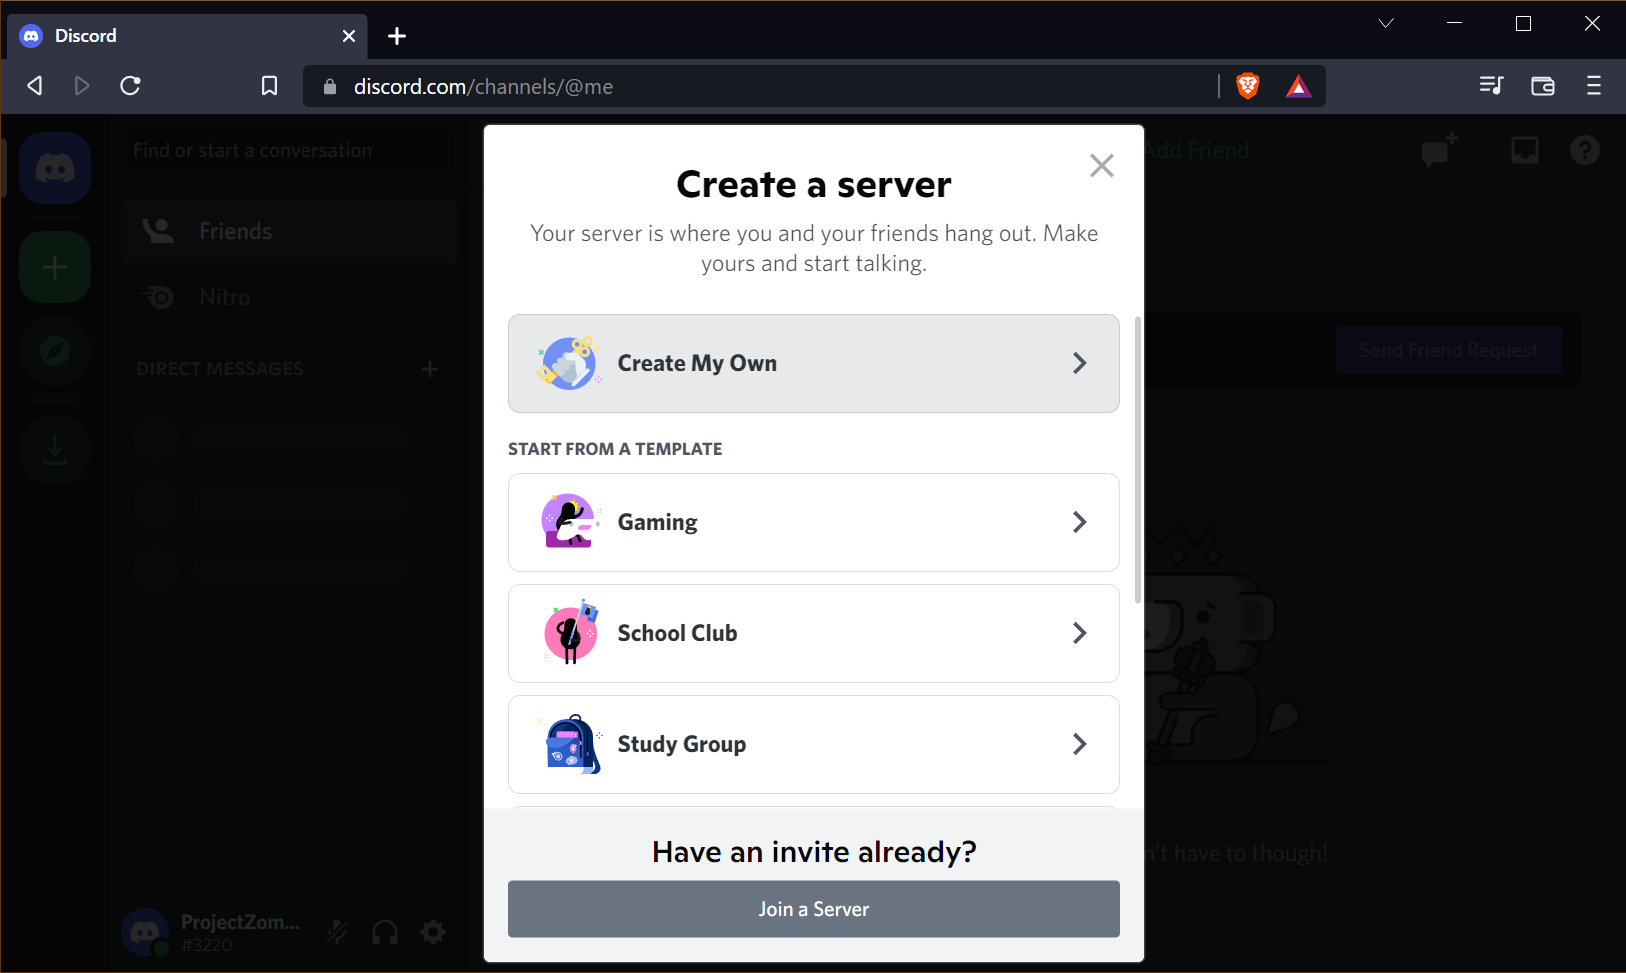 Discord
discord.com/channels/@me
Find or start a conversation
Add Friend
Friends
Nitro
DIRECT MESSAGES
Send Friend Request
Create a server
Your server is where you and your friends hang out. Make
yours and start talking.
Create My Own
START FROM A TEMPLATE
Gaming
School Club
Study Group
Have an invite already?
Join a Server
have to though!
ProjectZom...
#3220